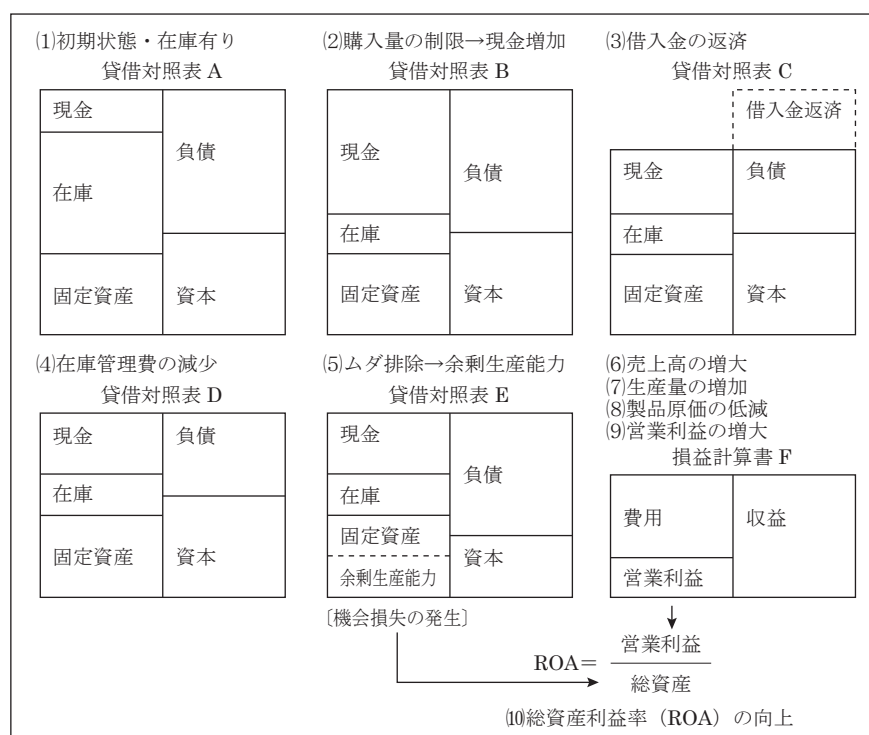 ⑴初期状態・在庫有り
貸借対照表 A
現金
在庫
固定資産
負債
資本
⑵購入量の制限→現金増加
貸借対照表 B
現金
在庫
固定資産
負債
資本
⑶借入金の返済
貸借対照表 C
借入金返済
現金
在庫
固定資産
負債
資本
⑷在庫管理費の減少
貸借対照表 D
現金
在庫
固定資産
負債
資本
⑸ムダ排除→余剰生産能力
貸借対照表 E
現金
在庫
固定資産
余剰生産能力
負債
資本
〔機会損失の発生〕
⑹売上高の増大
⑺生産量の増加
⑻製品原価の低減
⑼営業利益の増大
損益計算書 F
費用
営業利益
収益
ROA=
営業利益
総資産
⑽総資産利益率（ROA）の向上